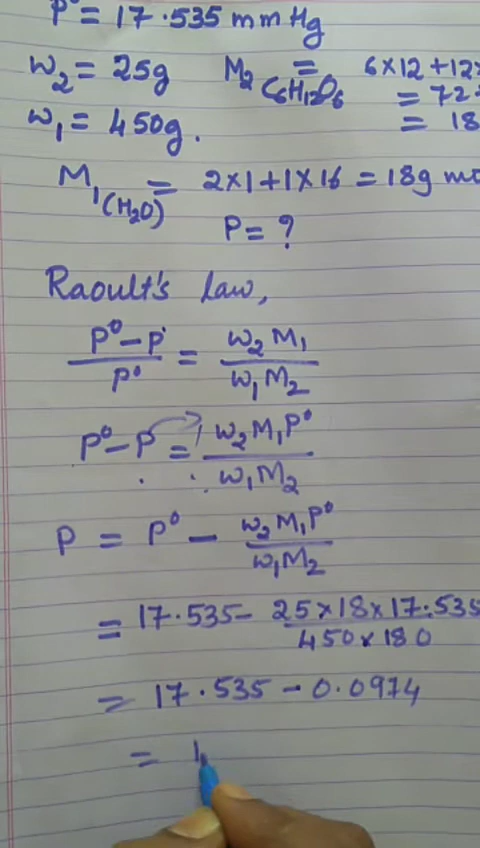 P° = 17.535 mm Hg
W₂ = 25g M₂ C₆H₁₂O₆ = 6×12+12×
= 72+
W₁ = 450g. = 18
M₁(H₂O) = 2×1+1×16 = 18g mo
P = ?
Raoult's Law,
P°-P / P° = W₂M₁ / W₁M₂
P°-P = W₂M₁P° / W₁M₂
P = P° - W₂M₁P° / W₁M₂
= 17.535 - 25×18×17.535 / 450×180
= 17.535 - 0.0974
= 1